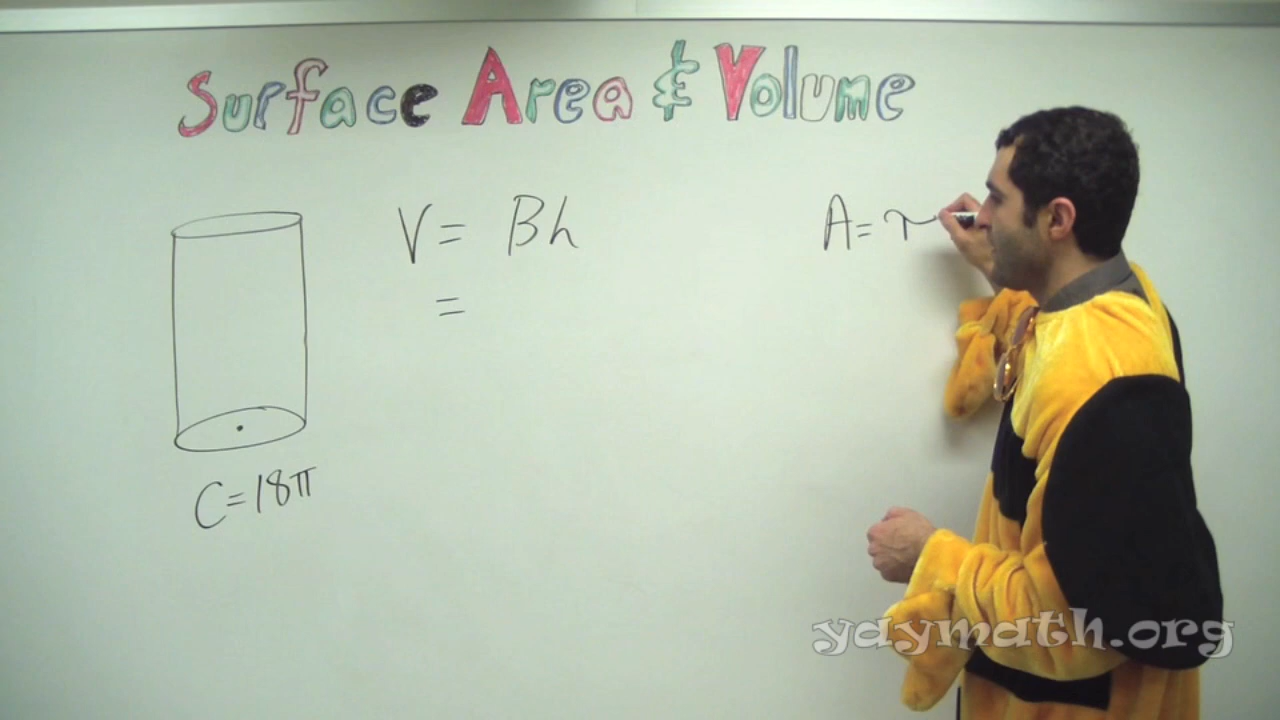 Surface Area & Volume
V = Bh
=
A = π
C = 18π
yaymath.org